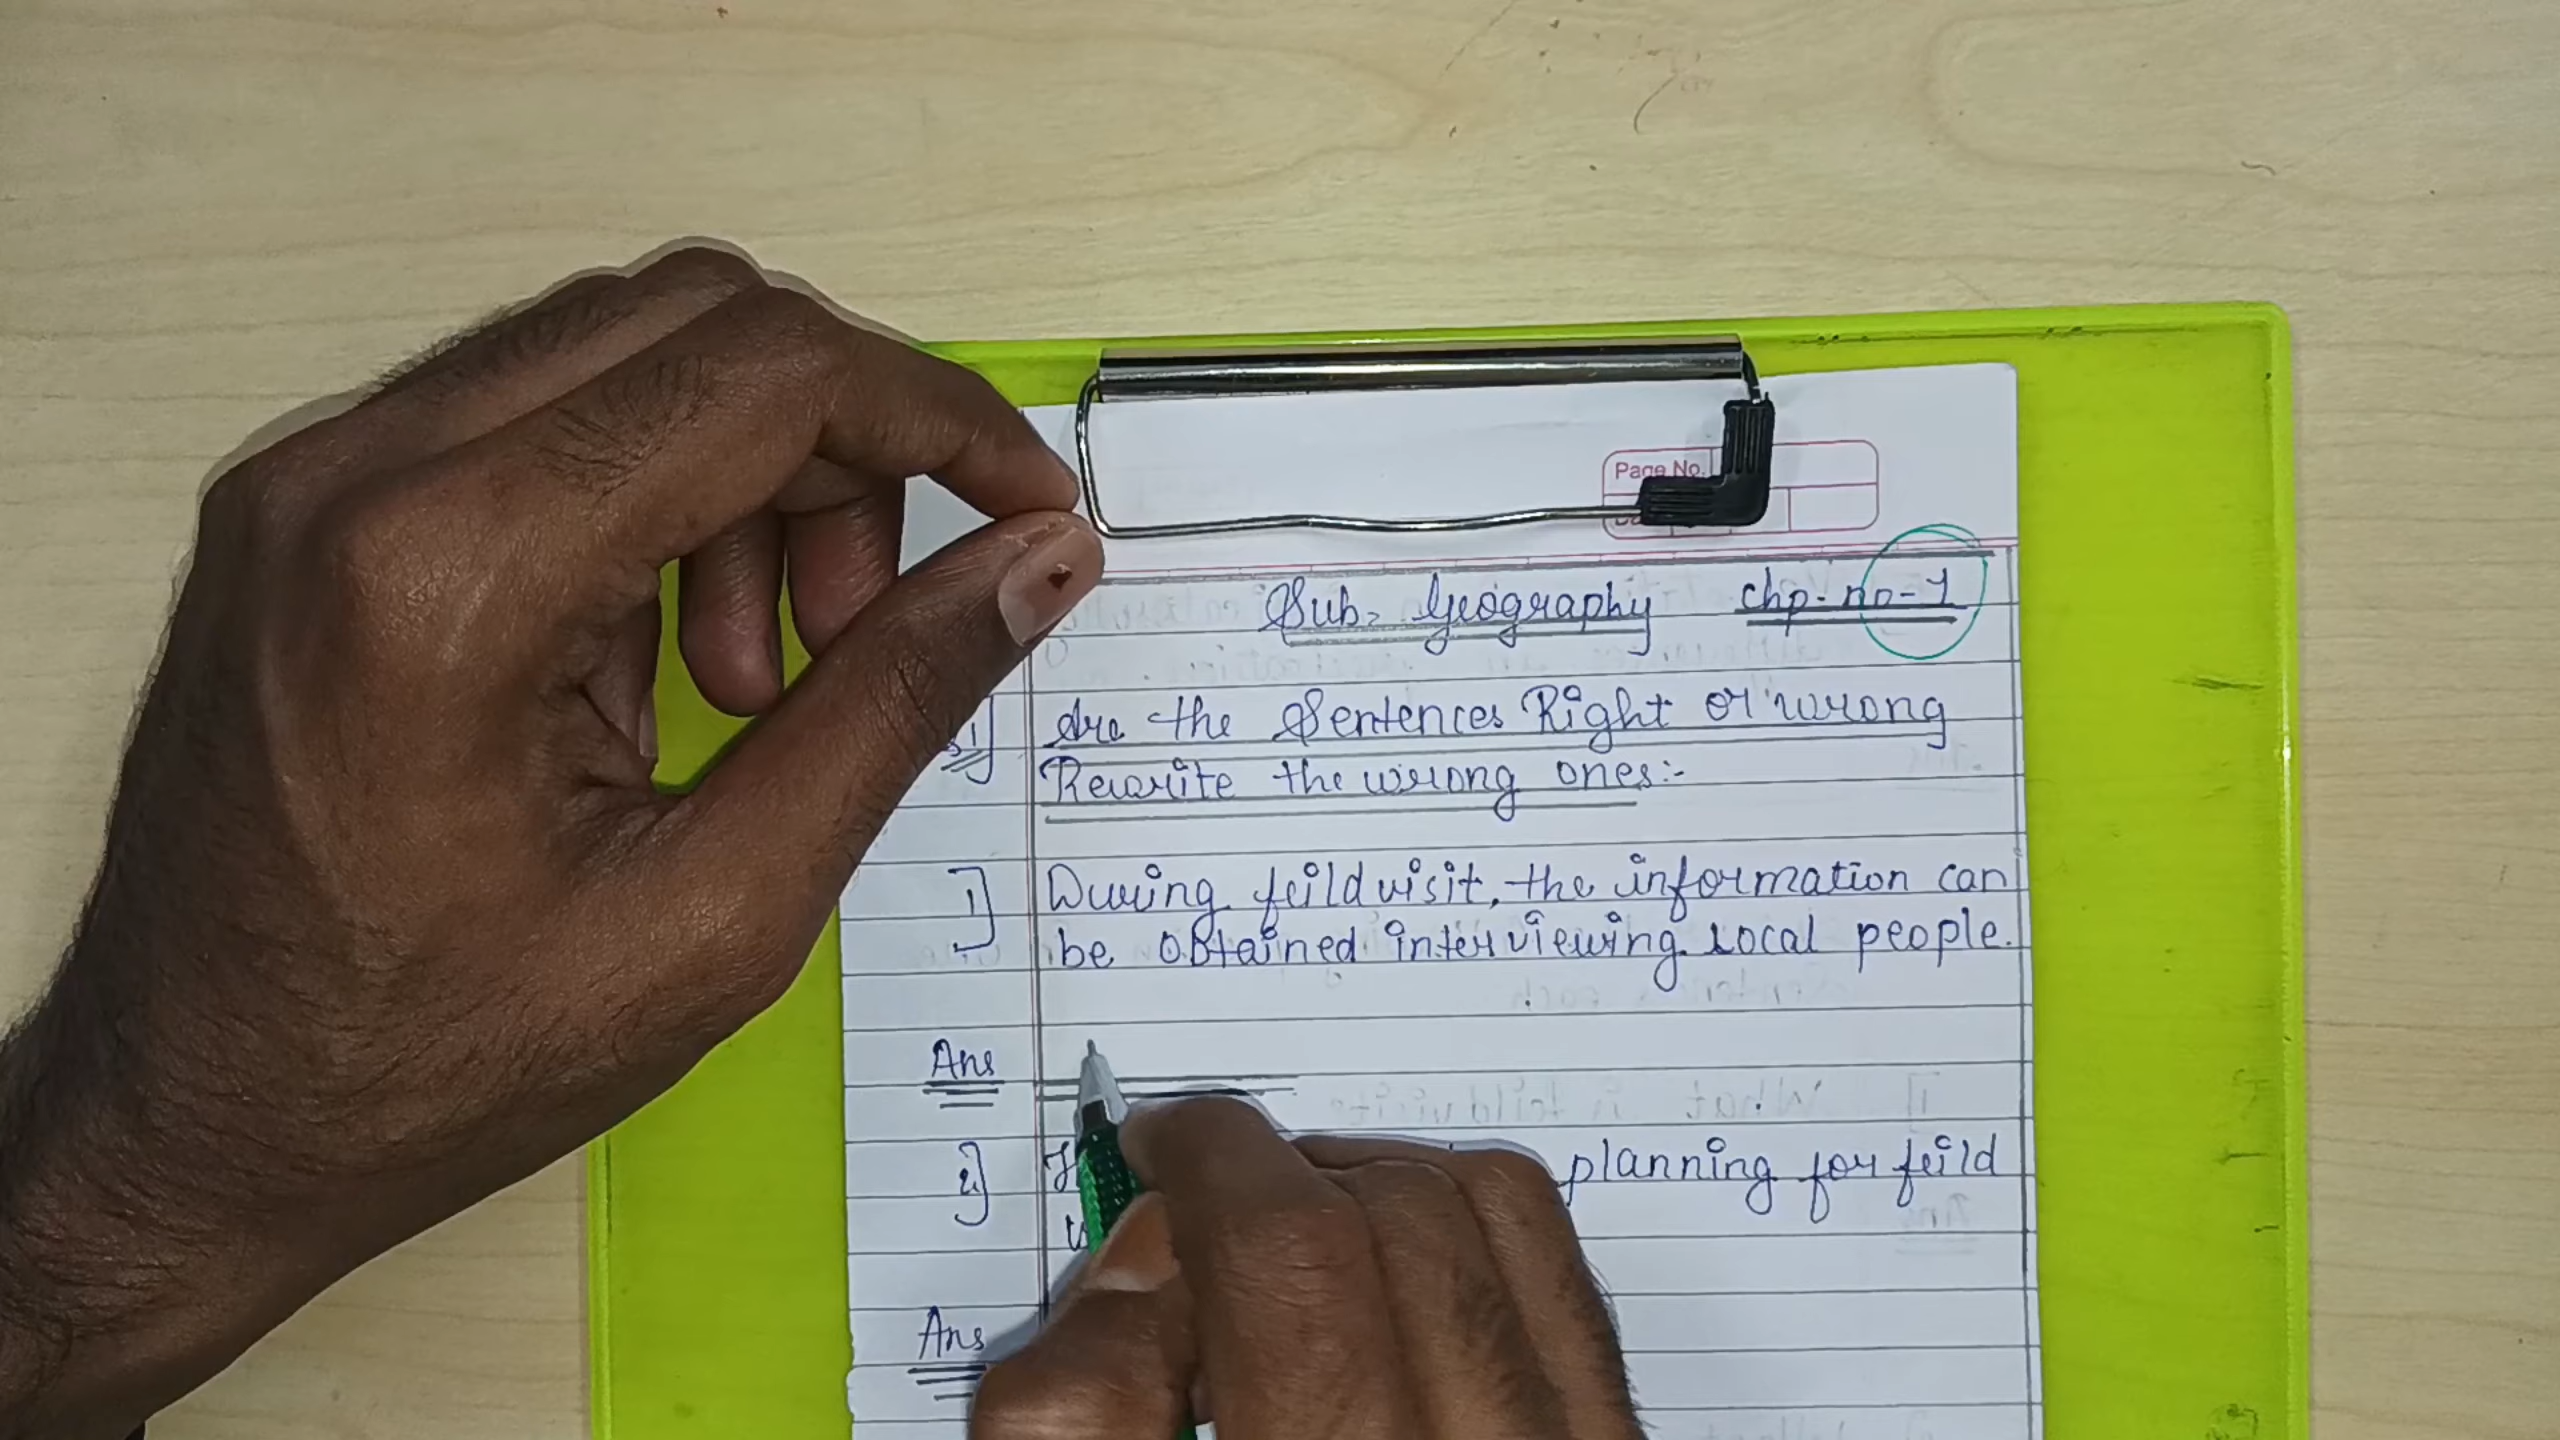 Page No.
Sub: Geography chp. no-1
1] Are the Sentences Right or wrong
Rewrite the wrong ones:-
1] During feild visit, the information can
be obtained interviewing Local people.
Ans
2] planning for feild
Ans